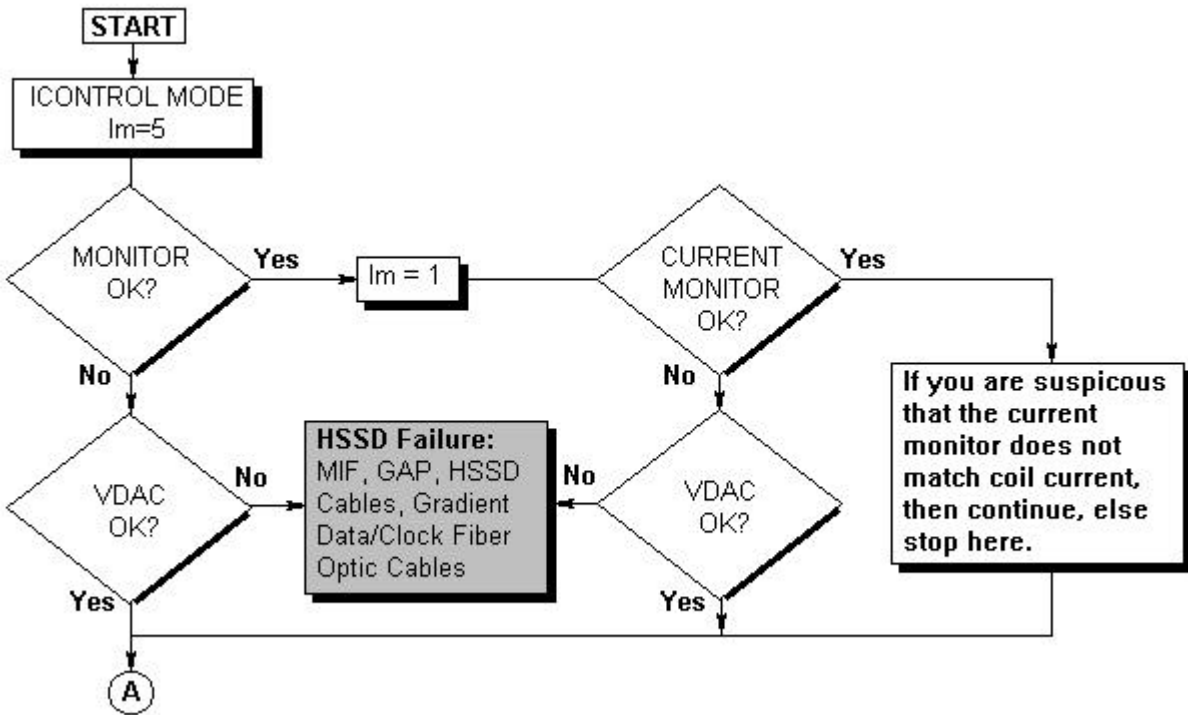 START
ICONTROL MODE
Im=5
MONITOR
OK?
Yes
Im = 1
CURRENT
MONITOR
OK?
Yes
No
No
If you are suspicous
that the current
monitor does not
match coil current,
then continue, else
stop here.
VDAC
OK?
No
HSSD Failure:
MIF, GAP, HSSD
Cables, Gradient
Data/Clock Fiber
Optic Cables
No
VDAC
OK?
Yes
Yes
A